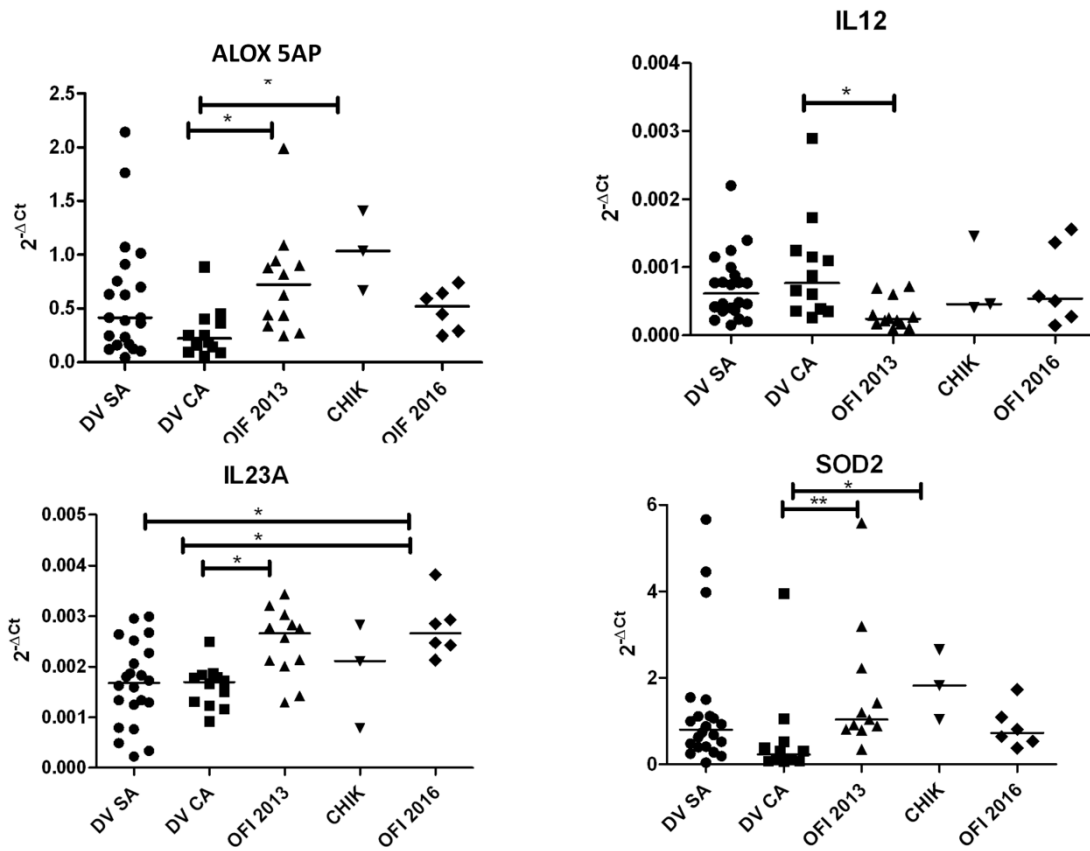 ALOX 5AP
*
*
2.5
2.0
1.5
1.0
0.5
0.0
2-ΔCt
DV SA
DV CA
OIF 2013
CHIK
OIF 2016
IL12
*
0.004
0.003
0.002
0.001
0.000
2-ΔCt
DV SA
DV CA
OFI 2013
CHIK
OFI 2016
IL23A
*
*
*
0.005
0.004
0.003
0.002
0.001
0.000
2-ΔCt
DV SA
DV CA
OFI 2013
CHIK
OFI 2016
SOD2
*
**
6
4
2
0
2-ΔCt
DV SA
DV CA
OFI 2013
CHIK
OFI 2016